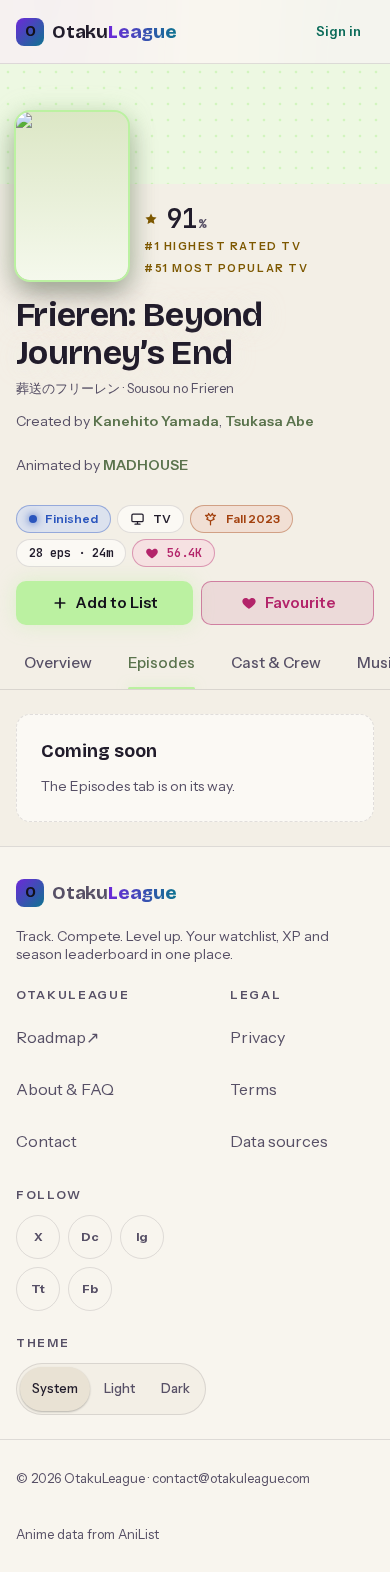 O OtakuLeague Sign in
91%
#1 HIGHEST RATED TV
#51 MOST POPULAR TV
Frieren: Beyond
Journey's End
葬送のフリーレン · Sousou no Frieren
Created by Kanehito Yamada, Tsukasa Abe
Animated by MADHOUSE
Finished TV Fall 2023
28 eps · 24m 56.4K
Add to List Favourite
Overview Episodes Cast & Crew Musi
Coming soon
The Episodes tab is on its way.
O OtakuLeague
Track. Compete. Level up. Your watchlist, XP and
season leaderboard in one place.
OTAKULEAGUE LEGAL
Roadmap↗ Privacy
About & FAQ Terms
Contact Data sources
FOLLOW
X Dc Ig
Tt Fb
THEME
System Light Dark
© 2026 OtakuLeague · contact@otakuleague.com
Anime data from AniList